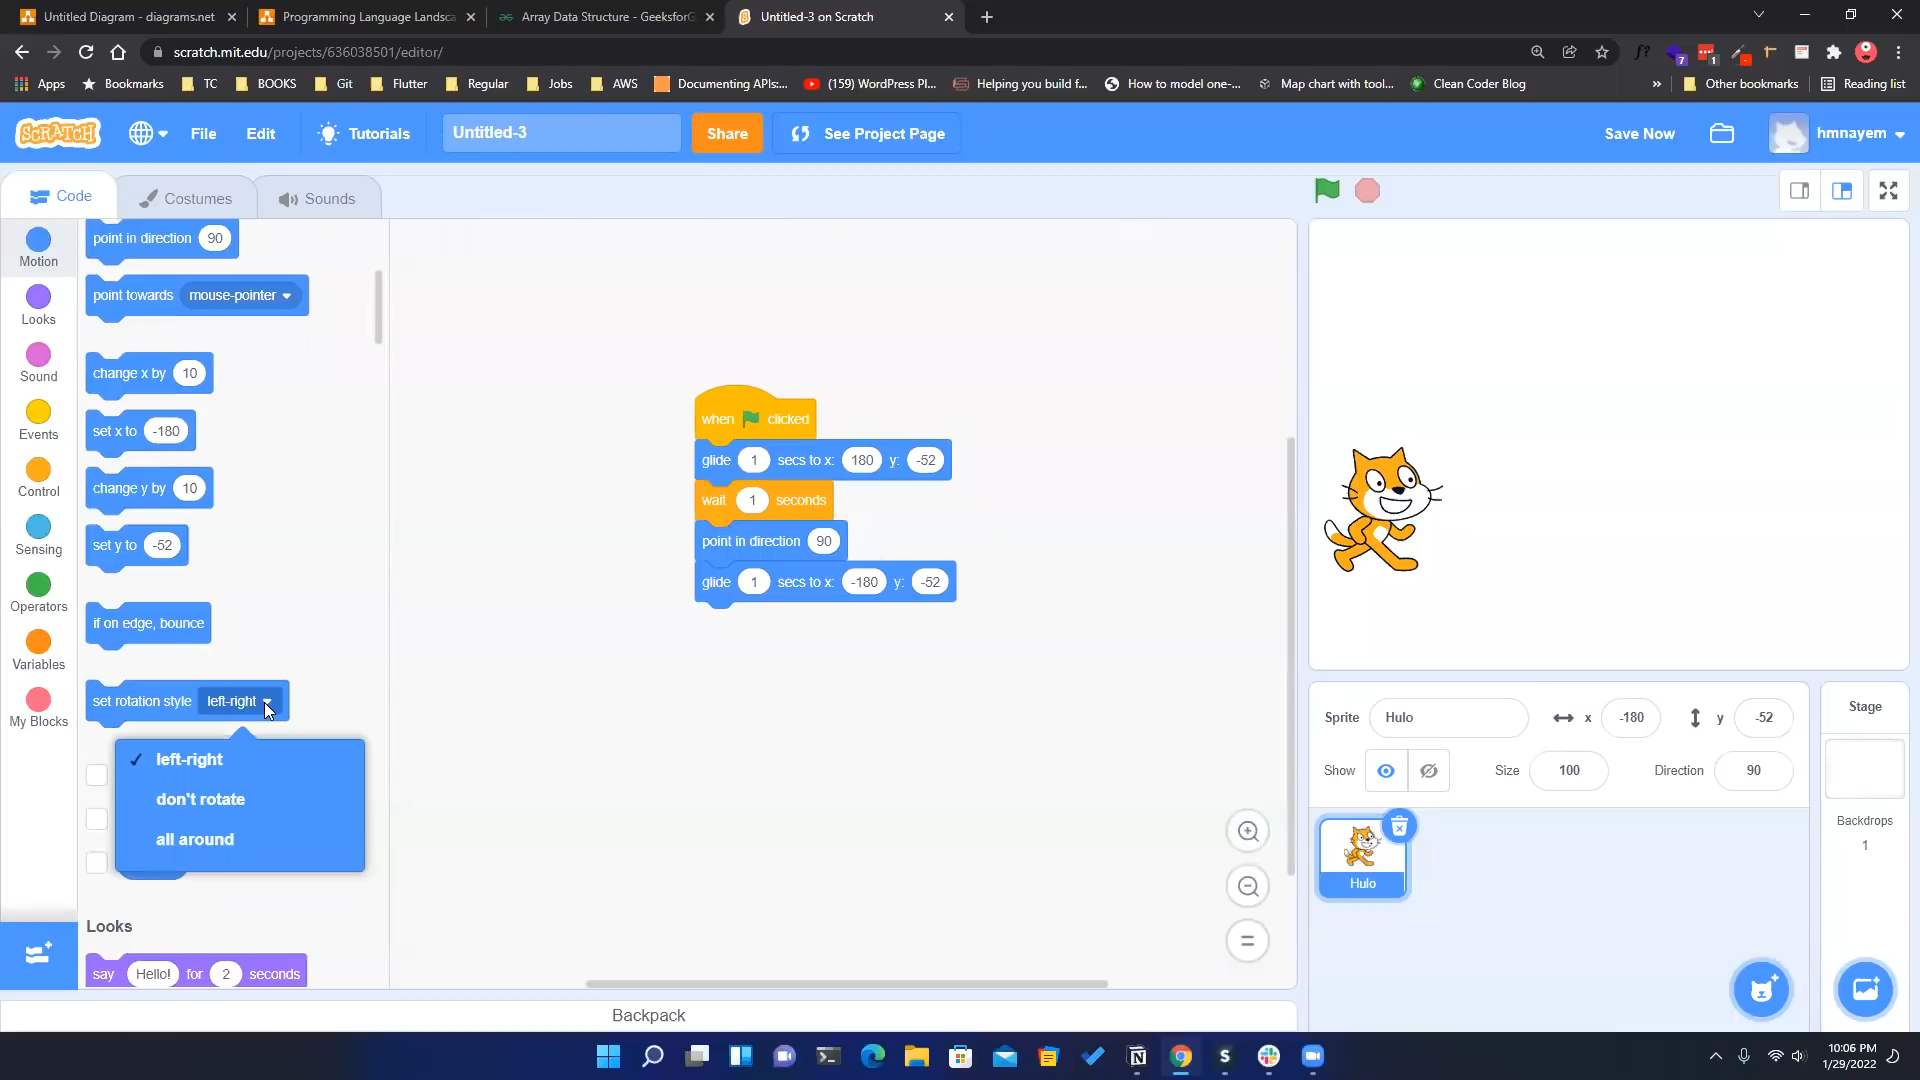 Untitled Diagram - diagrams.net
Programming Language Landsca
Array Data Structure - Geeksfor
Untitled-3 on Scratch
scratch.mit.edu/projects/636038501/editor/
f?
7
1
Apps
Bookmarks
TC
BOOKS
Git
Flutter
Regular
Jobs
AWS
Documenting APIs:...
(159) WordPress Pl...
Helping you build f...
How to model one-...
Map chart with tool...
Clean Coder Blog
»
Other bookmarks
Reading list
SCRATCH
File
Edit
Tutorials
Untitled-3
Share
See Project Page
Save Now
hmnayem
Code
Costumes
Sounds
Motion
Looks
Sound
Events
Control
Sensing
Operators
Variables
My Blocks
point in direction 90
point towards mouse-pointer
change x by 10
set x to -180
change y by 10
set y to -52
if on edge, bounce
set rotation style left-right
✓ left-right
don't rotate
all around
Looks
say Hello! for 2 seconds
when clicked
glide 1 secs to x: 180 y: -52
wait 1 seconds
point in direction 90
glide 1 secs to x: -180 y: -52
Sprite Hulo x -180 y -52
Show Size 100 Direction 90
Hulo
Stage
Backdrops
1
Backpack
10:06 PM
1/29/2022